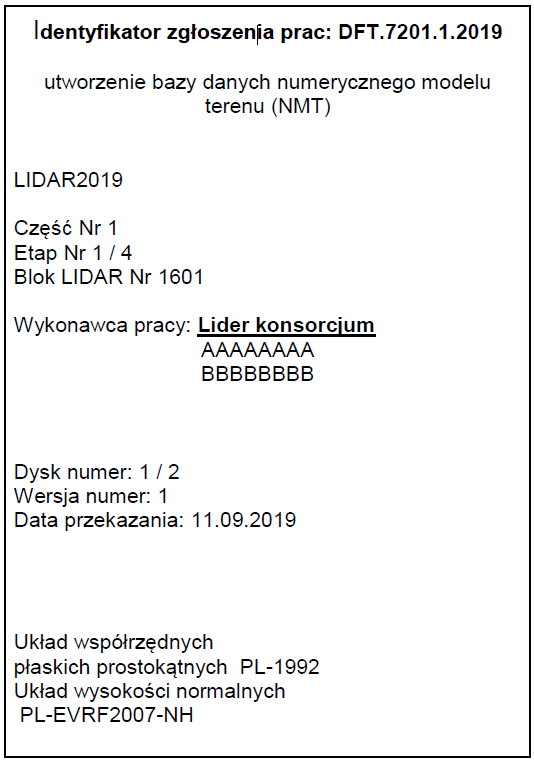 Identyfikator zgłoszenia prac: DFT.7201.1.2019
utworzenie bazy danych numerycznego modelu
terenu (NMT)
LIDAR2019
Część Nr 1
Etap Nr 1 / 4
Blok LIDAR Nr 1601
Wykonawca pracy: Lider konsorcjum
AAAAAAAA
BBBBBBBB
Dysk numer: 1 / 2
Wersja numer: 1
Data przekazania: 11.09.2019
Układ współrzędnych
płaskich prostokątnych PL-1992
Układ wysokości normalnych
PL-EVRF2007-NH